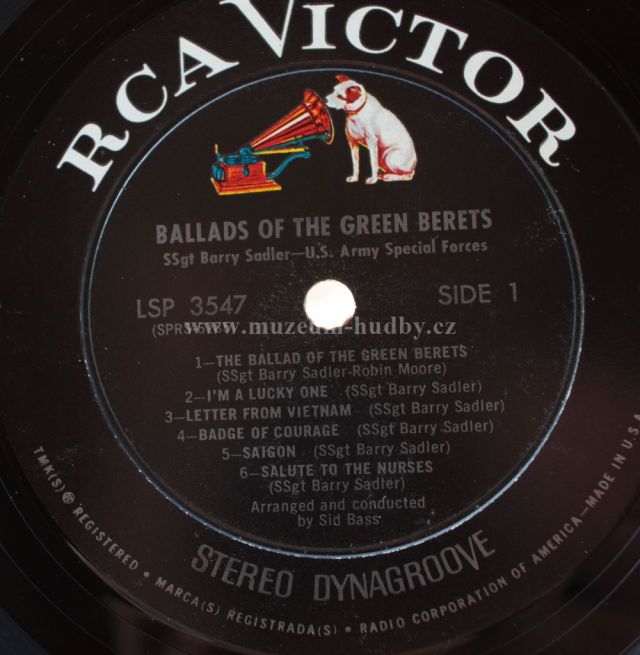 RCA VICTOR
BALLADS OF THE GREEN BERETS
SSgt Barry Sadler—U.S. Army Special Forces
LSP 3547 SIDE 1
www.muzeum-hudby.cz
1—THE BALLAD OF THE GREEN BERETS
(SSgt Barry Sadler-Robin Moore)
2—I'M A LUCKY ONE (SSgt Barry Sadler)
3—LETTER FROM VIETNAM (SSgt Barry Sadler)
4—BADGE OF COURAGE (SSgt Barry Sadler)
5—SAIGON (SSgt Barry Sadler)
6—SALUTE TO THE NURSES
(SSgt Barry Sadler)
Arranged and conducted
by Sid Bass
STEREO DYNAGROOVE
TMK(S) ® REGISTERED • MARCA(S) REGISTRADA(S) • RADIO CORPORATION OF AMERICA—MADE IN U.S.A.